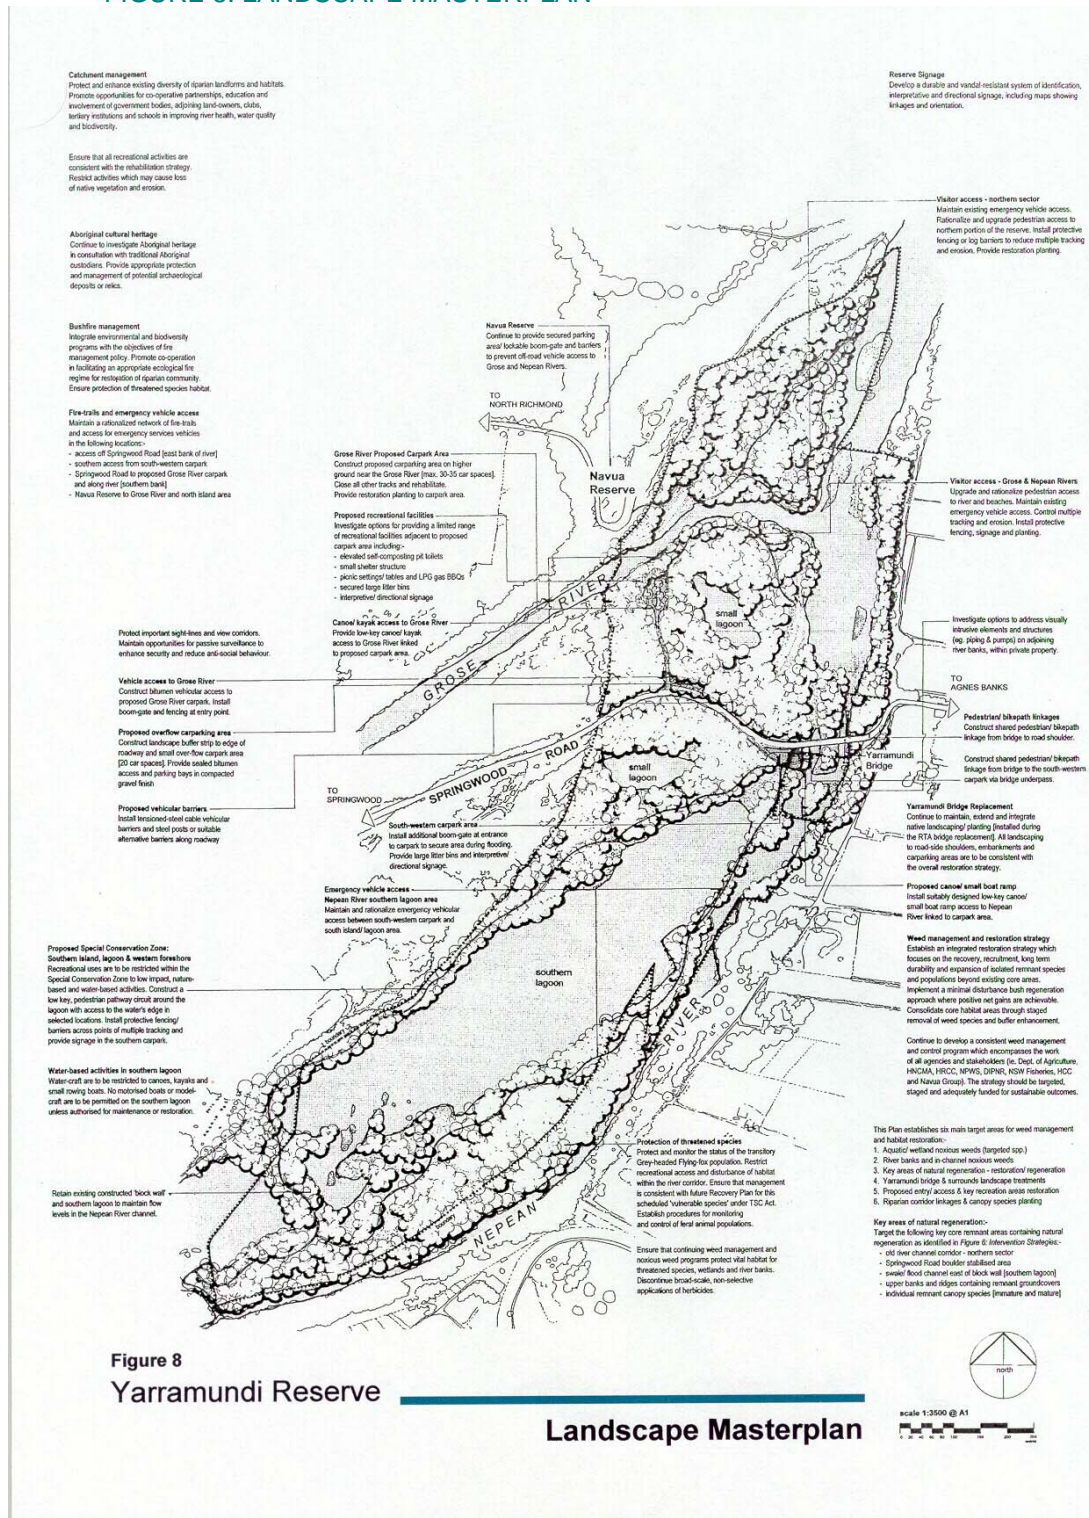 FIGURE 8: LANDSCAPE MASTERPLAN
Catchment management
Protect and enhance existing diversity of riparian landforms and habitats.
Promote opportunities for co-operative partnerships, education and
involvement of government bodies, adjoining land-owners, clubs,
tertiary institutions and schools in improving river health, water quality
and biodiversity.
Ensure that all recreational activities are
consistent with the rehabilitation strategy.
Restrict activities which may cause loss
of native vegetation and erosion.
Aboriginal cultural heritage
Continue to investigate Aboriginal heritage
in consultation with traditional Aboriginal
custodians. Provide appropriate protection
and management of potential archaeological
deposits or relics.
Bushfire management
Integrate environmental and biodiversity
programs with the objectives of fire
management policy. Promote co-operation
in facilitating an appropriate ecological fire
regime for restoration of riparian community.
Ensure protection of threatened species habitat.
Fire-trails and emergency vehicle access
Maintain a rationalized network of fire-trails
and access for emergency services vehicles
in the following locations:-
- access off Springwood Road [east bank of river]
- southern access from south-western carpark
- Springwood Road to proposed Grose River carpark
and along river [southern bank]
- Navua Reserve to Grose River and north island area
Reserve Signage
Develop a durable and vandal-resistant system of identification,
interpretative and directional signage, including maps showing
linkages and orientation.
Visitor access - northern sector
Maintain existing emergency vehicle access.
Rationalize and upgrade pedestrian access to
northern portion of the reserve. Install protective
fencing or log barriers to reduce multiple tracking
and erosion. Provide restoration planting.
Navua Reserve
Continue to provide secured parking
area/ lockable boom-gate and barriers
to prevent off-road vehicle access to
Grose and Nepean Rivers.
TO
NORTH RICHMOND
Navua
Reserve
Grose River Proposed Carpark Area
Construct proposed carparking area on higher
ground near the Grose River [max. 30-35 car spaces].
Close all other tracks and rehabilitate.
Provide restoration planting to carpark area.
Proposed recreational facilities
Investigate options for providing a limited range
of recreational facilities adjacent to proposed
carpark area including:-
- elevated self-composting pit toilets
- small shelter structure
- picnic settings/ tables and LPG gas BBQs
- secured large litter bins
- interpretive/ directional signage
Canoe/ kayak access to Grose River
Provide low-key canoe/ kayak
access to Grose River linked
to proposed carpark area.
Visitor access - Grose & Nepean Rivers
Upgrade and rationalize pedestrian access
to river and beaches. Maintain existing
emergency vehicle access. Control multiple
tracking and erosion. Install protective
fencing, signage and planting.
Investigate options to address visually
intrusive elements and structures
(eg. piping & pumps) on adjoining
river banks, within private property.
TO
AGNES BANKS
Protect important sight-lines and view corridors.
Maintain opportunities for passive surveillance to
enhance security and reduce anti-social behaviour.
Vehicle access to Grose River
Construct bitumen vehicular access to
proposed Grose River carpark. Install
boom-gate and fencing at entry point.
Proposed overflow carparking area
Construct landscape buffer strip to edge of
roadway and small over-flow carpark area
[20 car spaces]. Provide sealed bitumen
access and parking bays in compacted
gravel finish
Proposed vehicular barriers
Install tensioned-steel cable vehicular
barriers and steel posts or suitable
alternative barriers along roadway
GROSE RIVER
small
lagoon
SPRINGWOOD ROAD
TO
SPRINGWOOD
small
lagoon
Yarramundi
Bridge
Pedestrian/ bikepath linkages
Construct shared pedestrian/ bikepath
linkage from bridge to road shoulder.
Construct shared pedestrian/ bikepath
linkage from bridge to the south-western
carpark via bridge underpass.
Yarramundi Bridge Replacement
Continue to maintain, extend and integrate
native landscaping/ planting [installed during
the RTA bridge replacement]. All landscaping
to road-side shoulders, embankments and
carparking areas are to be consistent with
the overall restoration strategy.
Proposed canoe/ small boat ramp
Install suitably designed low-key canoe/
small boat ramp access to Nepean
River linked to carpark area.
South-western carpark area
Install additional boom-gate at entrance
to carpark to secure area during flooding.
Provide large litter bins and interpretive/
directional signage.
Emergency vehicle access -
Nepean River southern lagoon area
Maintain and rationalize emergency vehicular
access between south-western carpark and
south island/ lagoon area.
Weed management and restoration strategy
Establish an integrated restoration strategy which
focuses on the recovery, recruitment, long term
durability and expansion of isolated remnant species
and populations beyond existing core areas.
Implement a minimal disturbance bush regeneration
approach where positive net gains are achievable.
Consolidate core habitat areas through staged
removal of weed species and buffer enhancement.
Continue to develop a consistent weed management
and control program which encompasses the work
of all agencies and stakeholders (ie. Dept. of Agriculture,
HNCMA, HRCC, NPWS, DIPNR, NSW Fisheries, HCC
and Navua Group). The strategy should be targeted,
staged and adequately funded for sustainable outcomes.
Proposed Special Conservation Zone:
Southern island, lagoon & western foreshore
Recreational uses are to be restricted within the
Special Conservation Zone to low impact, nature-
based and water-based activities. Construct a
low key, pedestrian pathway circuit around the
lagoon with access to the water's edge in
selected locations. Install protective fencing/
barriers across points of multiple tracking and
provide signage in the southern carpark.
Water-based activities in southern lagoon
Water-craft are to be restricted to canoes, kayaks and
small rowing boats. No motorised boats or model-
craft are to be permitted on the southern lagoon
unless authorised for maintenance or restoration.
Retain existing constructed 'block wall'
and southern lagoon to maintain flow
levels in the Nepean River channel.
southern
lagoon
NEPEAN RIVER
Protection of threatened species
Protect and monitor the status of the transitory
Grey-headed Flying-fox population. Restrict
recreational access and disturbance of habitat
within the river corridor. Ensure that management
is consistent with future Recovery Plan for this
scheduled 'vulnerable species' under TSC Act.
Establish procedures for monitoring
and control of feral animal populations.
Ensure that continuing weed management and
noxious weed programs protect vital habitat for
threatened species, wetlands and river banks.
Discontinue broad-scale, non-selective
applications of herbicides.
This Plan establishes six main target areas for weed management
and habitat restoration:-
1. Aquatic/ wetland noxious weeds (targeted spp.)
2. River banks and in-channel noxious weeds
3. Key areas of natural regeneration - restoration/ regeneration
4. Yarramundi bridge & surrounds landscape treatments
5. Proposed entry/ access & key recreation areas restoration
6. Riparian corridor linkages & canopy species planting
Key areas of natural regeneration:-
Target the following key core remnant areas containing natural
regeneration as identified in Figure 6: Intervention Strategies:-
- old river channel corridor - northern sector
- Springwood Road boulder stabilised area
- swale/ flood channel east of block wall [southern lagoon]
- upper banks and ridges containing remnant groundcovers
- individual remnant canopy species [immature and mature]
north
scale 1:3500 @ A1
Figure 8
Yarramundi Reserve
Landscape Masterplan